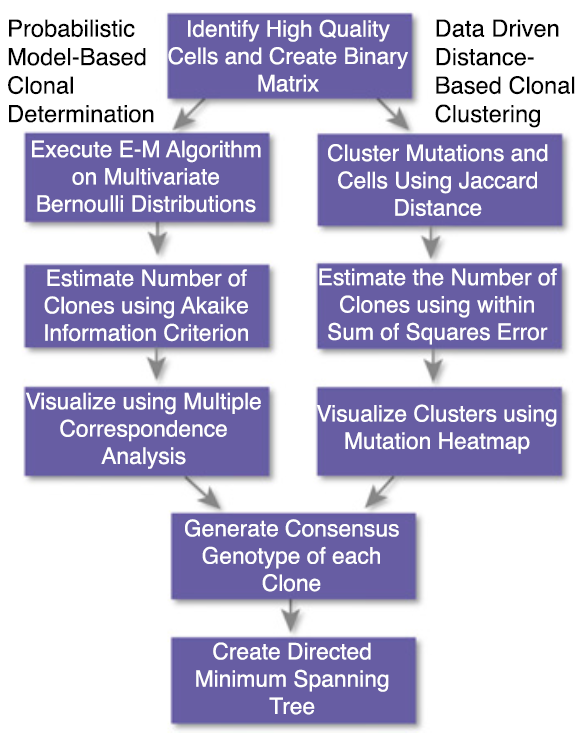 Probabilistic
Model-Based
Clonal
Determination
Identify High Quality
Cells and Create Binary
Matrix
Data Driven
Distance-
Based Clonal
Clustering
Execute E-M Algorithm
on Multivariate
Bernoulli Distributions
Cluster Mutations and
Cells Using Jaccard
Distance
Estimate Number of
Clones using Akaike
Information Criterion
Estimate the Number of
Clones using within
Sum of Squares Error
Visualize using Multiple
Correspondence
Analysis
Visualize Clusters using
Mutation Heatmap
Generate Consensus
Genotype of each
Clone
Create Directed
Minimum Spanning
Tree